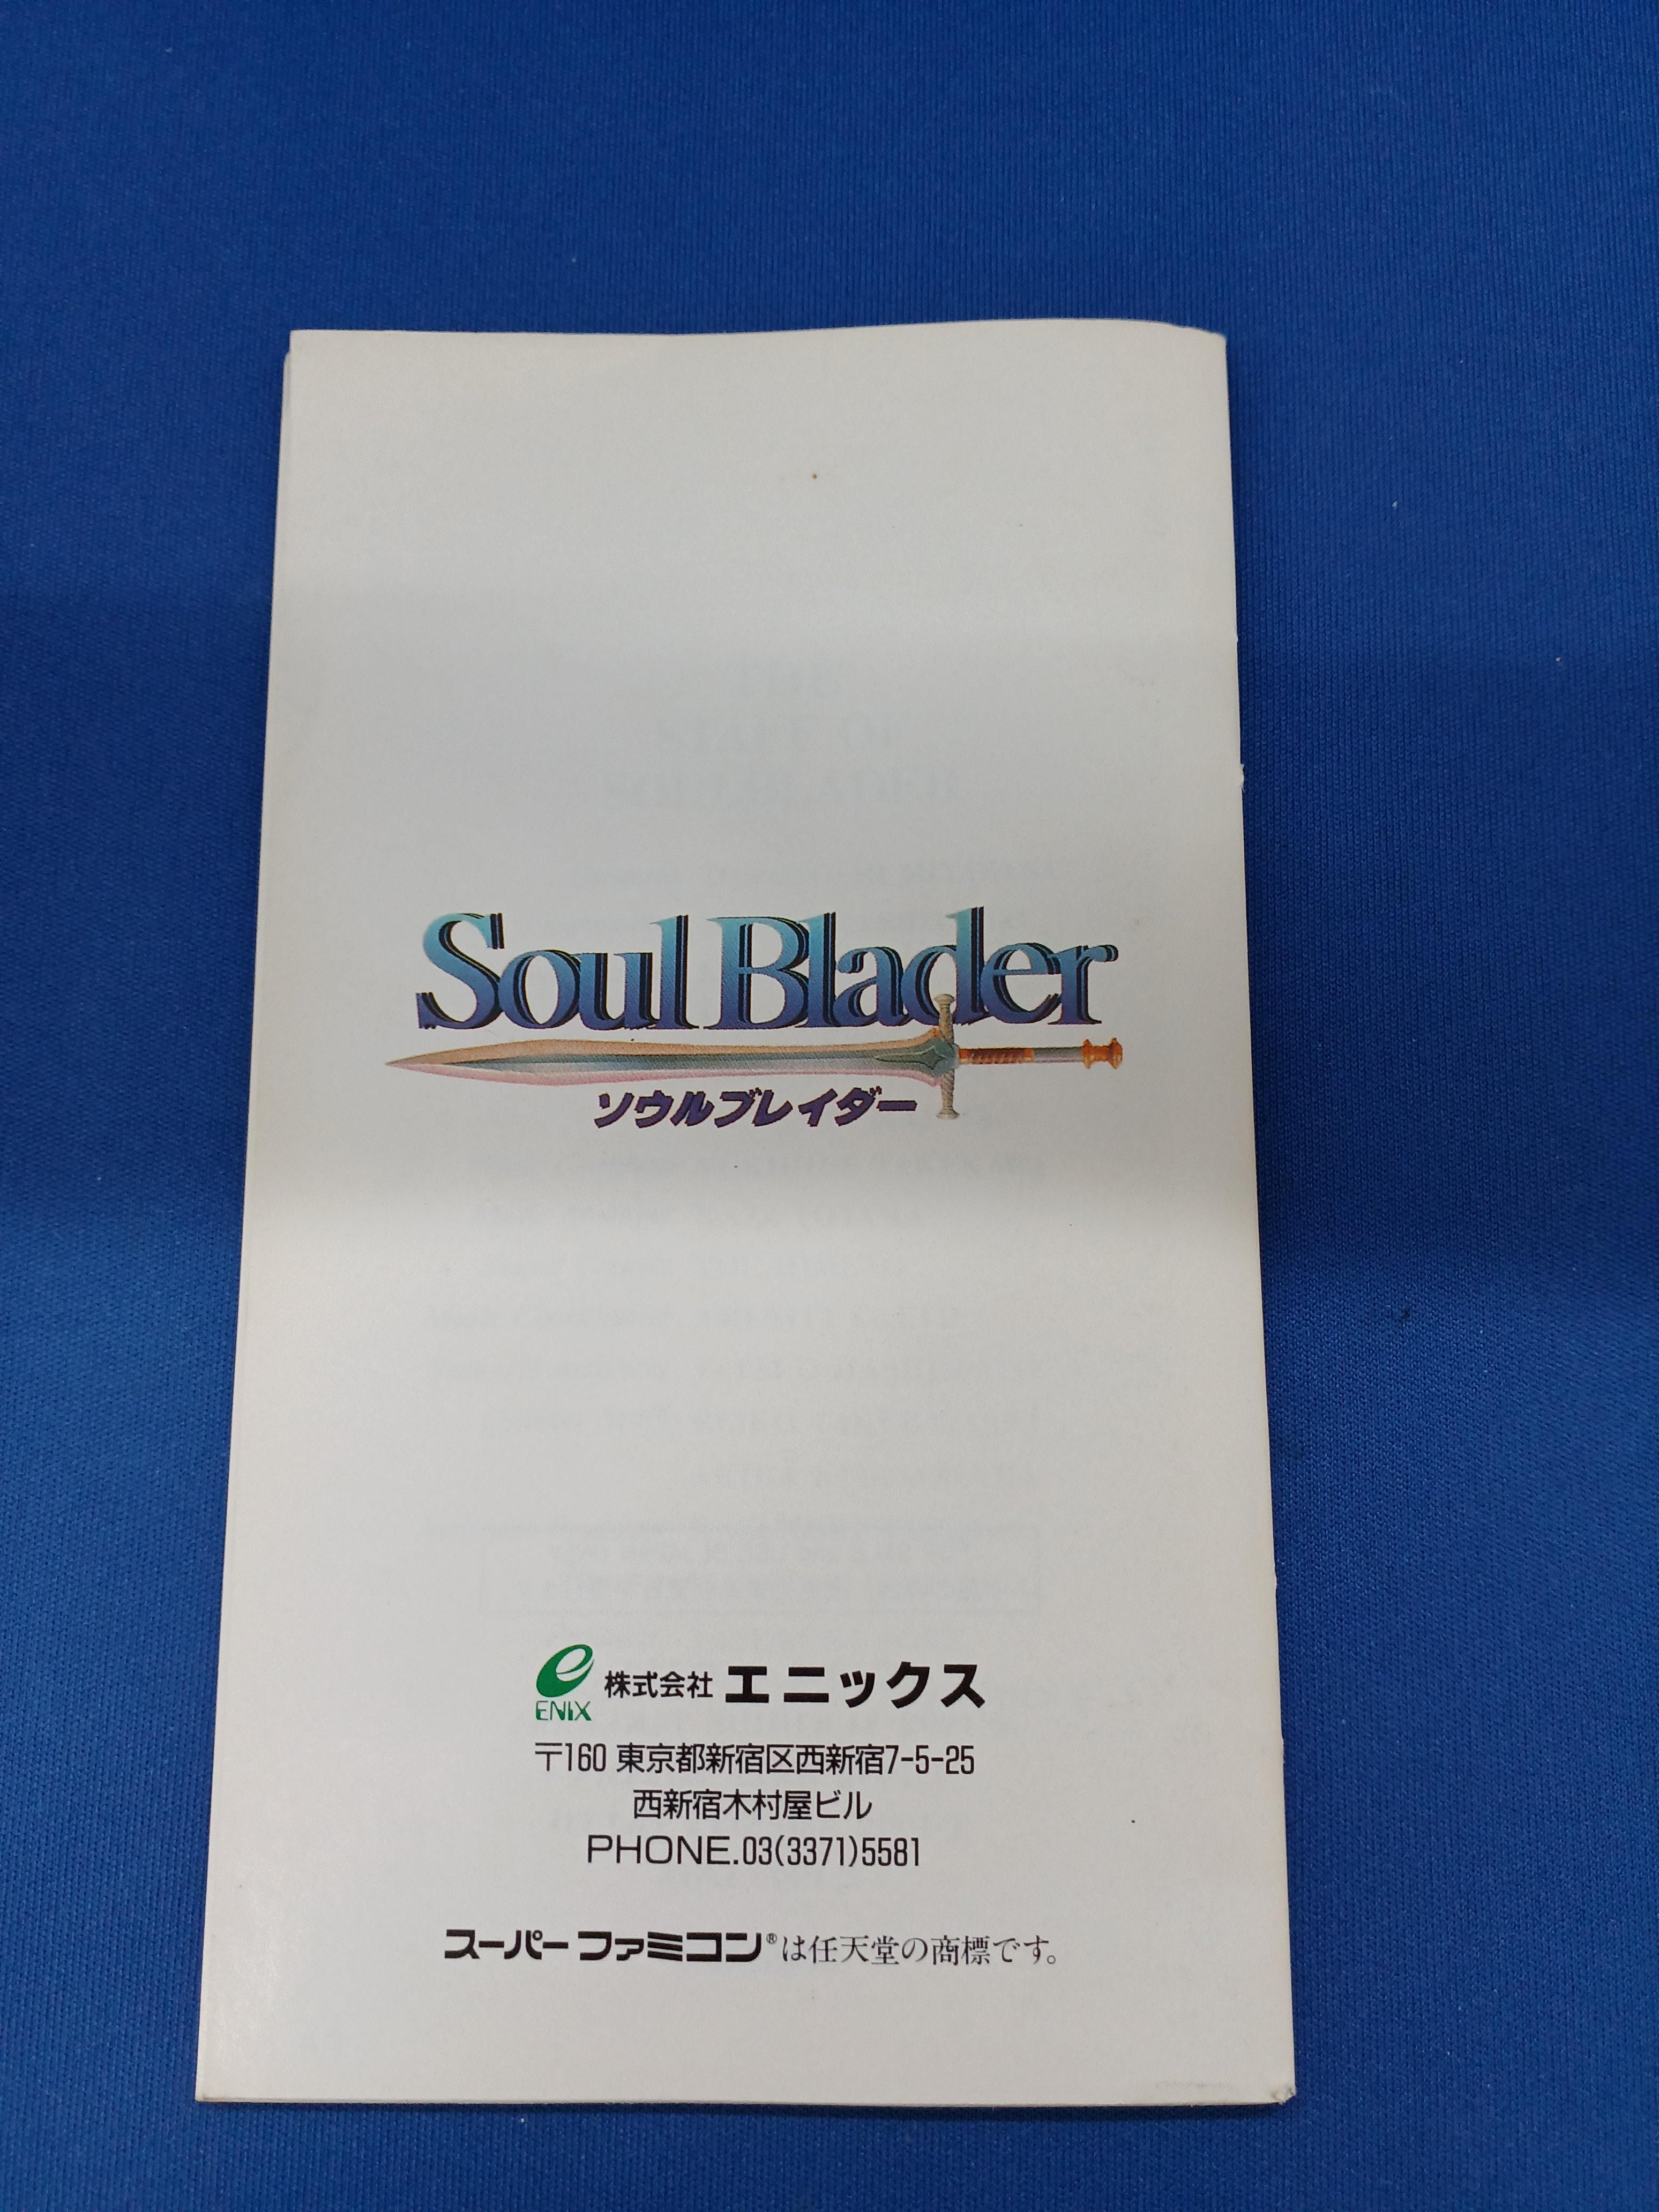 Soul Blader
ソウルブレイダー
ENIX 株式会社 エニックス
〒160 東京都新宿区西新宿7-5-25
西新宿木村屋ビル
PHONE.03(3371)5581
スーパーファミコン®は任天堂の商標です。